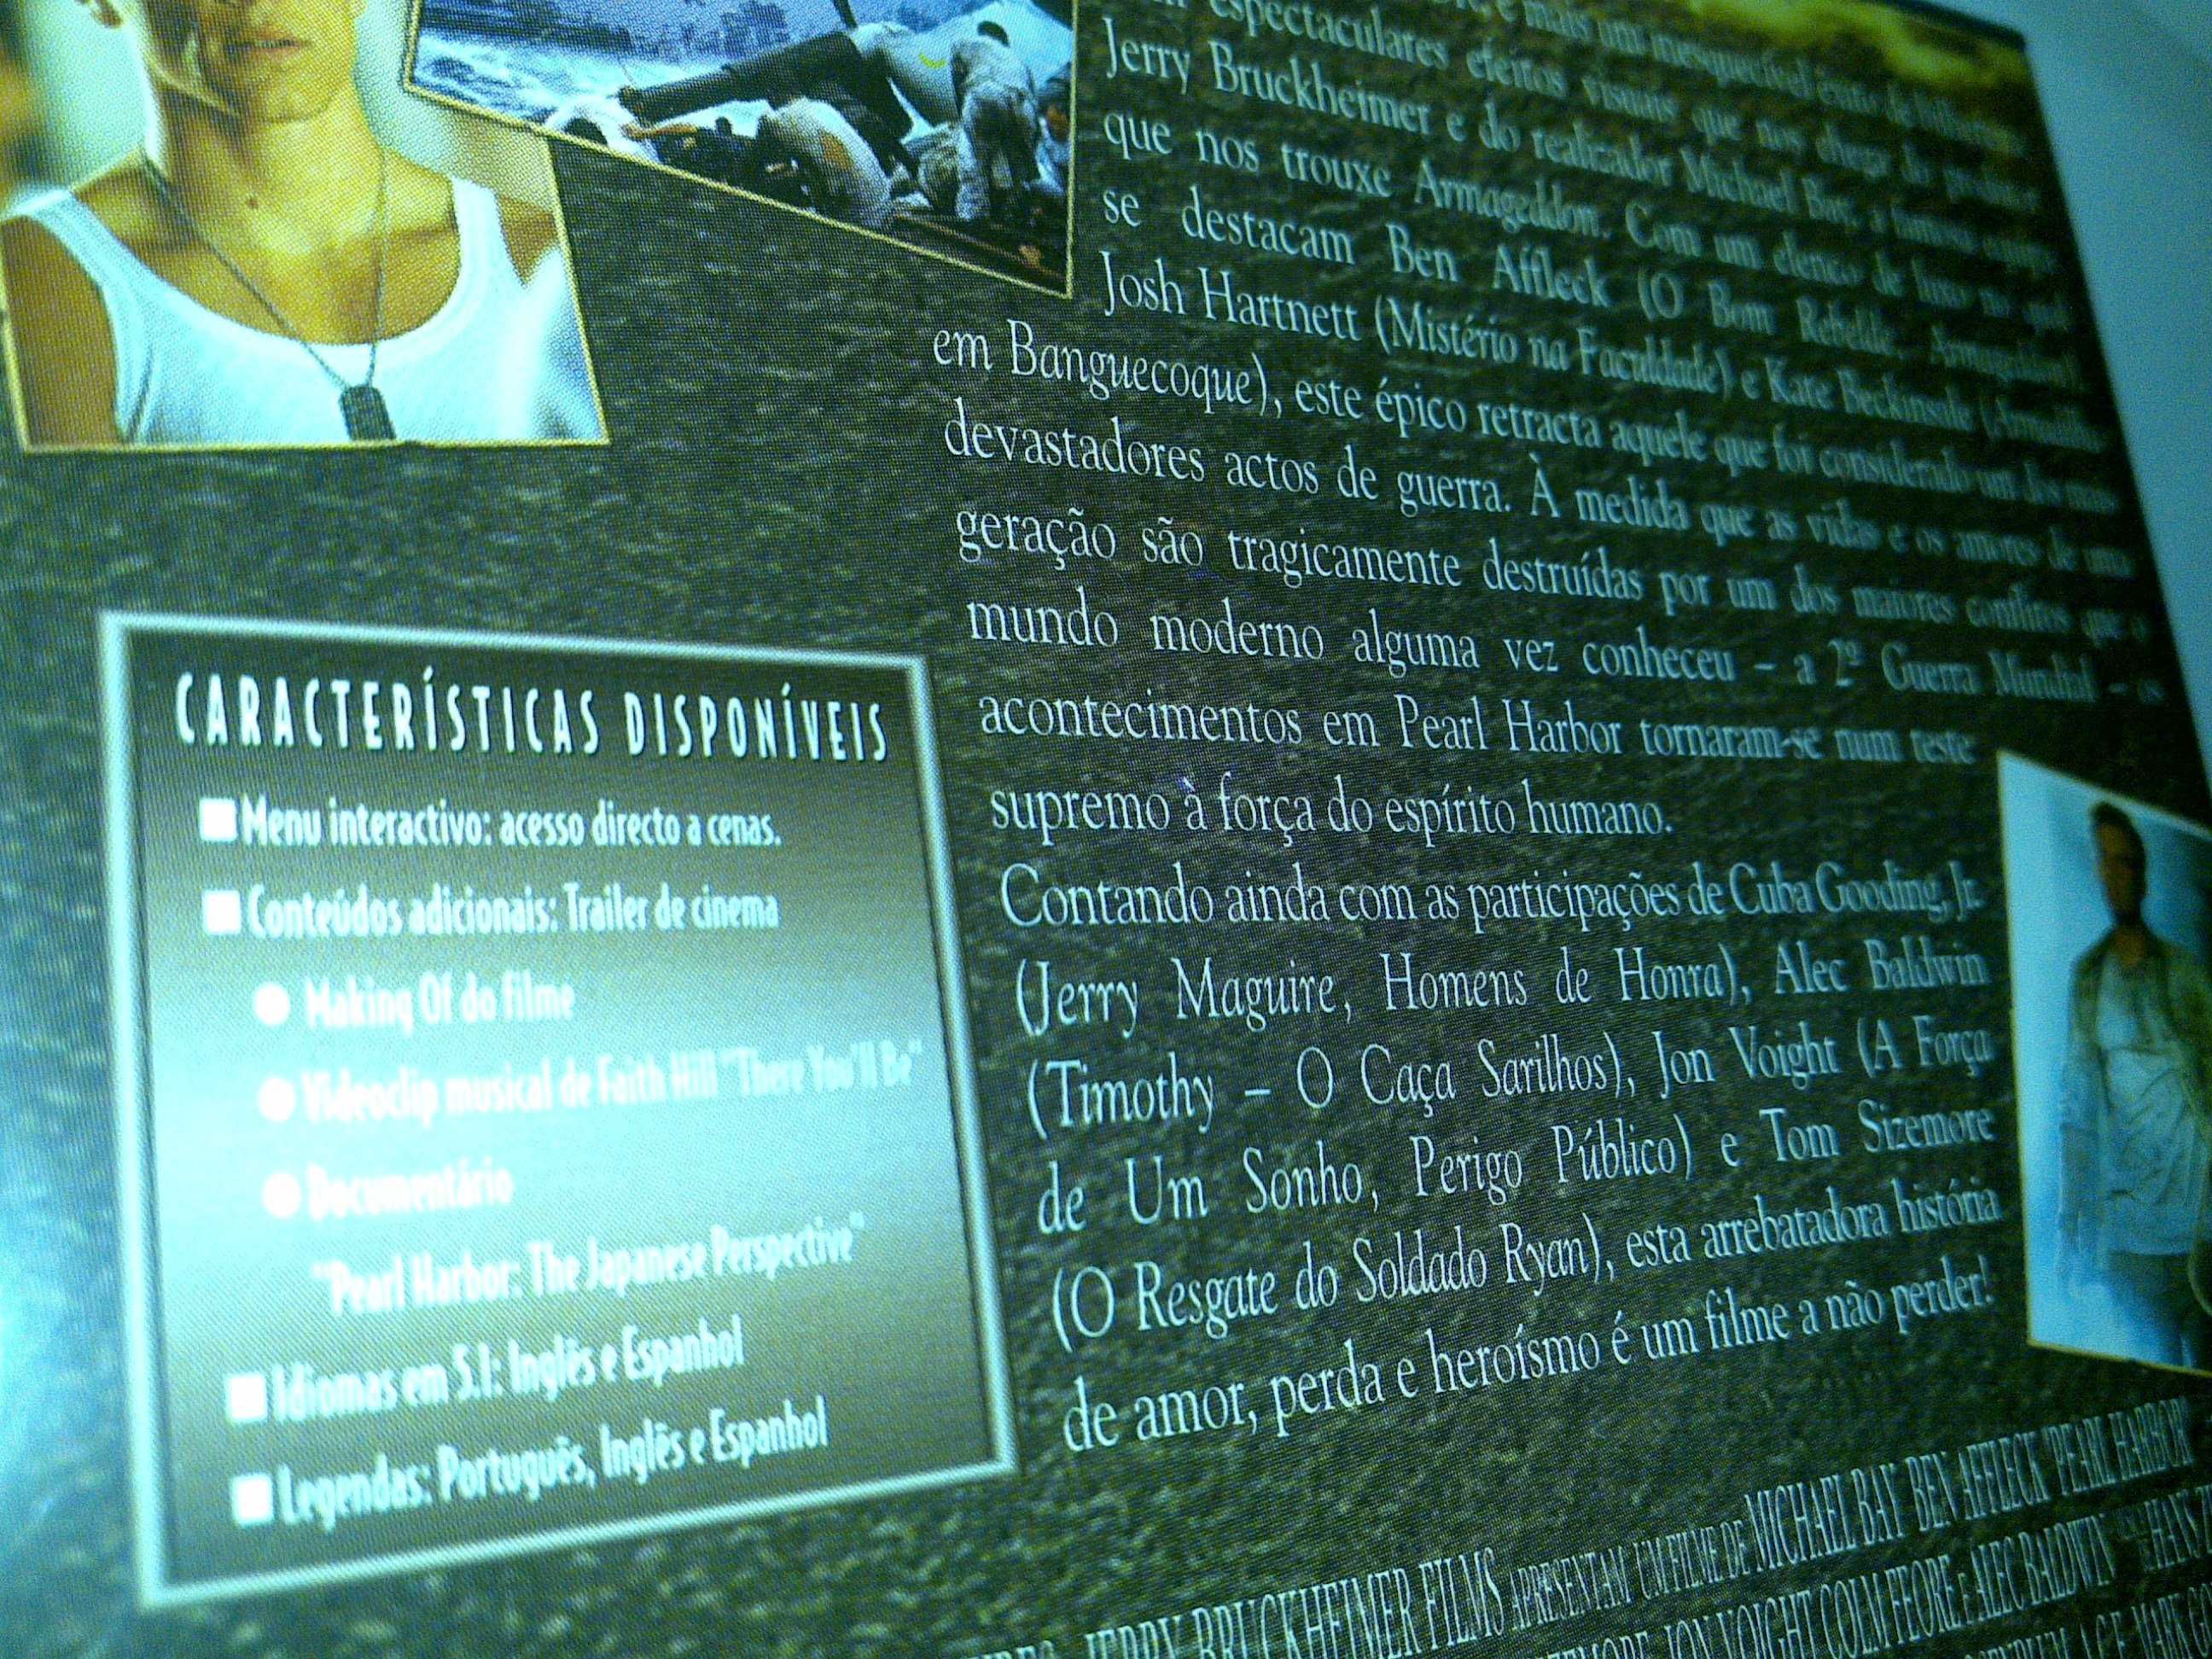 e mais um inesquecível êxito de bilheteira
espectaculares efeitos visuais que nos chega do produtor
Jerry Bruckheimer e do realizador Michael Bay, a mesma equipa
que nos trouxe Armageddon. Com um elenco de luxo no qual
se destacam Ben Affleck (O Bom Rebelde, Armageddon),
Josh Hartnett (Mistério na Faculdade) e Kate Beckinsale (Armadilha
em Banguecoque), este épico retracta aquele que foi considerado um dos mais
devastadores actos de guerra. À medida que as vidas e os amores de uma
geração são tragicamente destruídas por um dos maiores conflitos que o
mundo moderno alguma vez conheceu – a 2ª Guerra Mundial – os
acontecimentos em Pearl Harbor tornaram-se num teste
supremo à força do espírito humano.
Contando ainda com as participações de Cuba Gooding, Jr.
(Jerry Maguire, Homens de Honra), Alec Baldwin
(Timothy – O Caça Sarilhos), Jon Voight (A Força
de Um Sonho, Perigo Público) e Tom Sizemore
(O Resgate do Soldado Ryan), esta arrebatadora história
de amor, perda e heroísmo é um filme a não perder!
CARACTERÍSTICAS DISPONÍVEIS
Menu interactivo: acesso directo a cenas.
Conteúdos adicionais: Trailer de cinema
Making Of do filme
Videoclip musical de Faith Hill "There You'll Be"
Documentário
"Pearl Harbor: The Japanese Perspective"
Idiomas em S.I: Inglês e Espanhol
Legendas: Português, Inglês e Espanhol
JERRY BRUCKHEIMER FILMS APRESENTAM UM FILME DE MICHAEL BAY BEN AFFLECK PEARL HARBOR
JON VOIGHT COLM FEORE E ALEC BALDWIN HANS